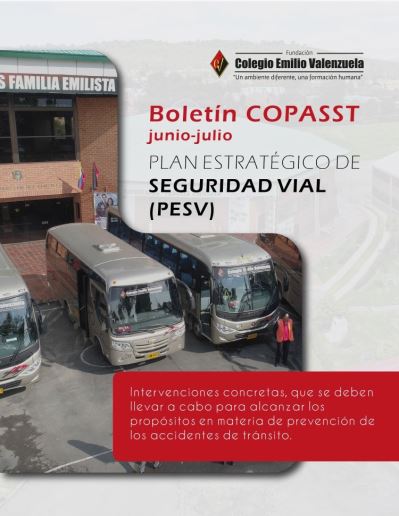 Fundación
Colegio Emilio Valenzuela
"Un ambiente diferente, una formación humana"
S FAMILIA EMILISTA
Boletín COPASST
junio-julio
PLAN ESTRATÉGICO DE
SEGURIDAD VIAL
(PESV)
Intervenciones concretas, que se deben
llevar a cabo para alcanzar los
propósitos en materia de prevención de
los accidentes de tránsito.